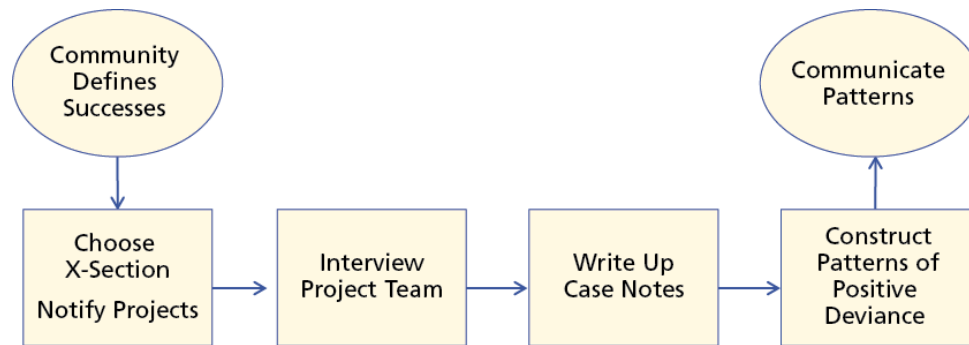 Community
Defines
Successes
Communicate
Patterns
Choose
X-Section
Notify Projects
Interview
Project Team
Write Up
Case Notes
Construct
Patterns of
Positive
Deviance